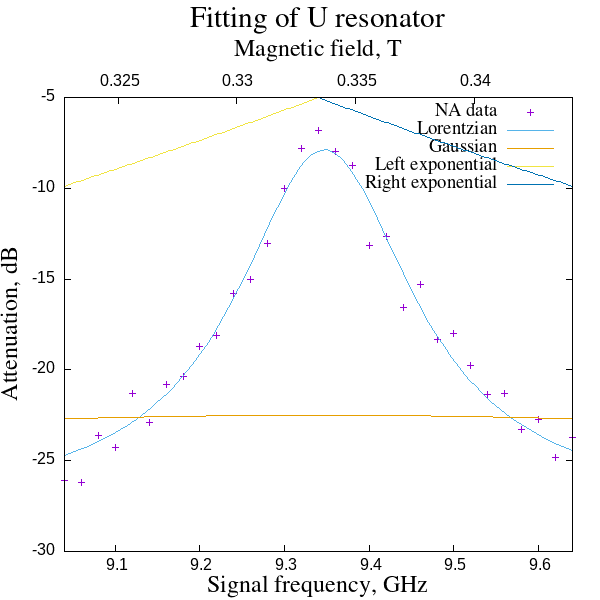 Fitting of U resonator
Magnetic field, T
0.325 0.33 0.335 0.34
-5
NA data
Lorentzian
Gaussian
Left exponential
Right exponential
-10
-15
-20
-25
-30
Attenuation, dB
9.1 9.2 9.3 9.4 9.5 9.6
Signal frequency, GHz